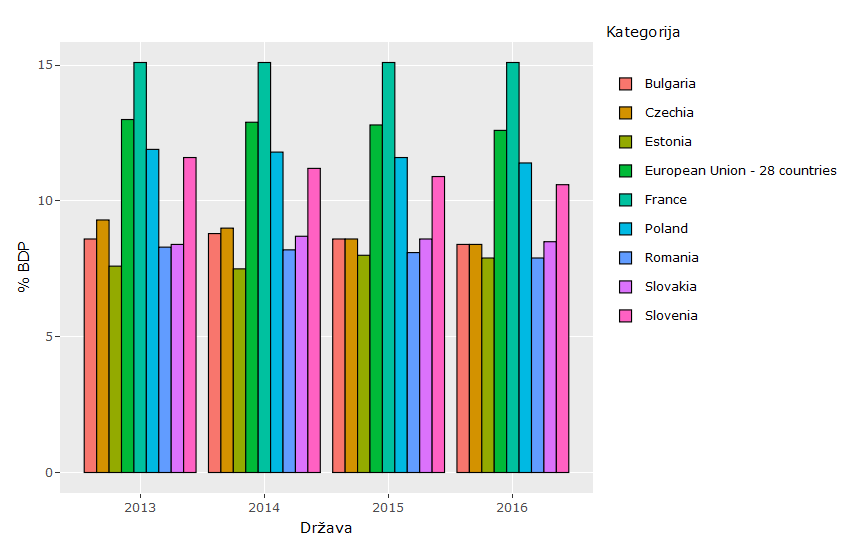 Kategorija
Bulgaria
Czechia
Estonia
European Union - 28 countries
France
Poland
Romania
Slovakia
Slovenia
% BDP
15
10
5
0
2013 2014 2015 2016
Država